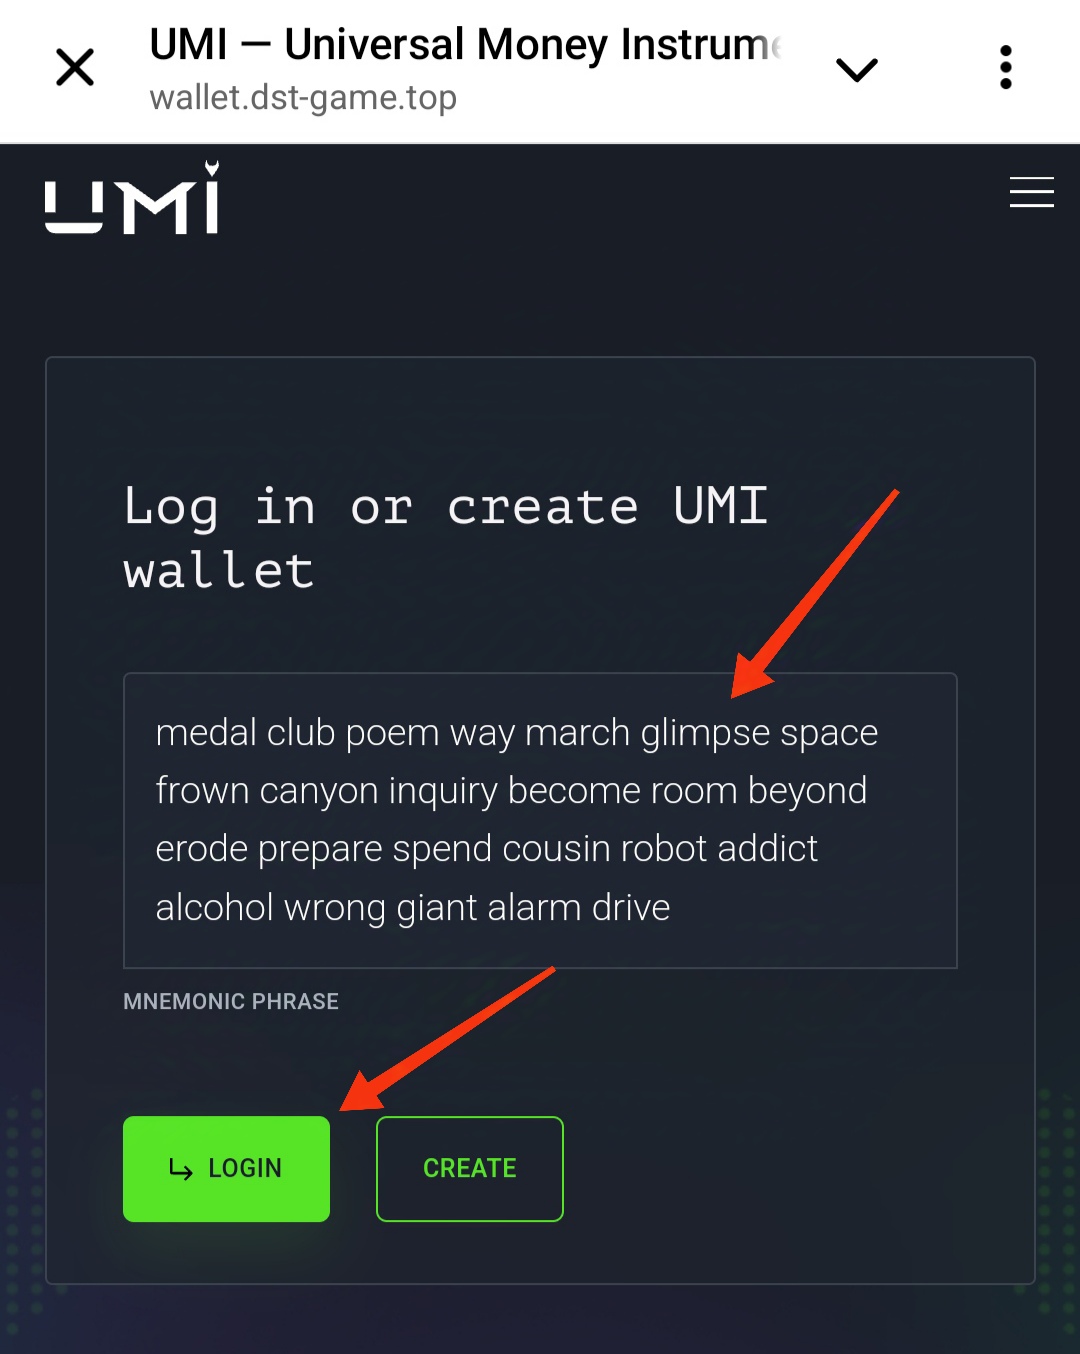 UMI — Universal Money Instrum
wallet.dst-game.top
UMi
Log in or create UMI
wallet
medal club poem way march glimpse space
frown canyon inquiry become room beyond
erode prepare spend cousin robot addict
alcohol wrong giant alarm drive
MNEMONIC PHRASE
LOGIN
CREATE